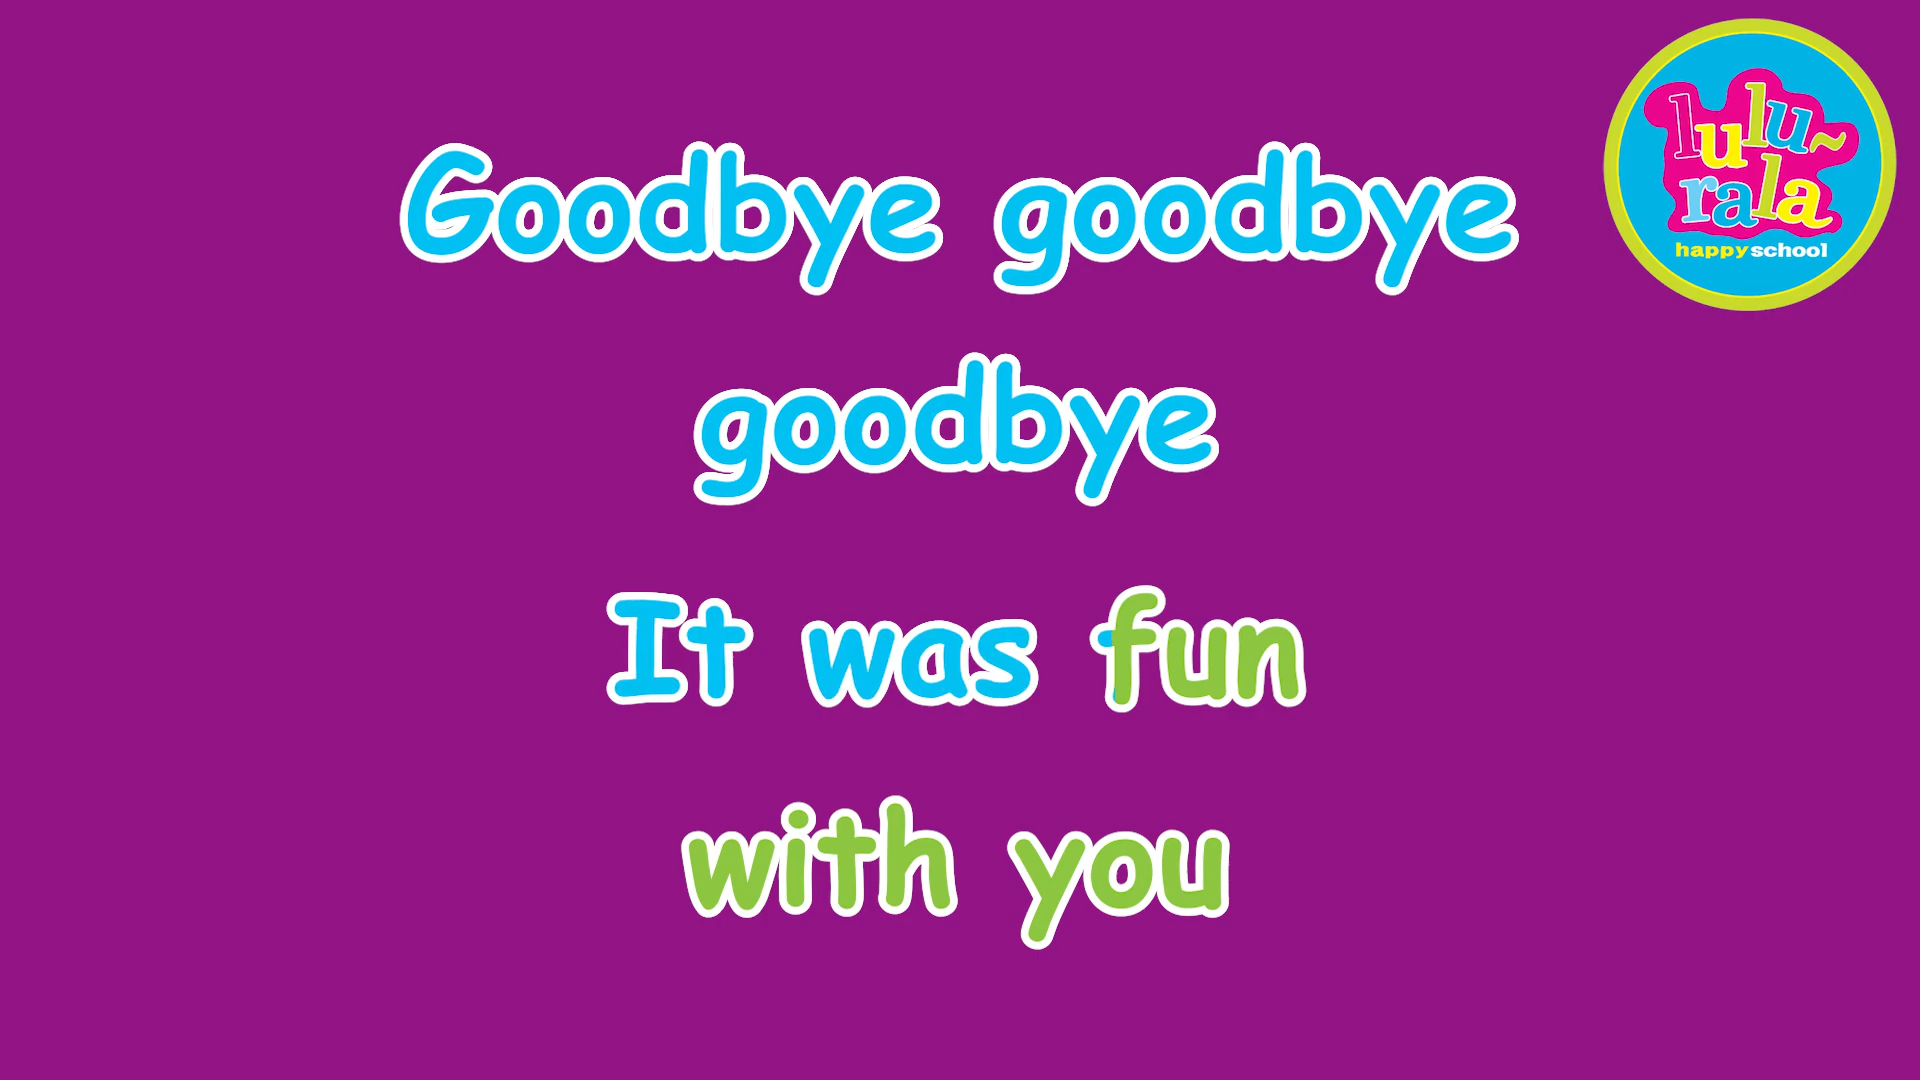 Goodbye goodbye
goodbye
It was fun
with you
lulu~
rala
happyschool